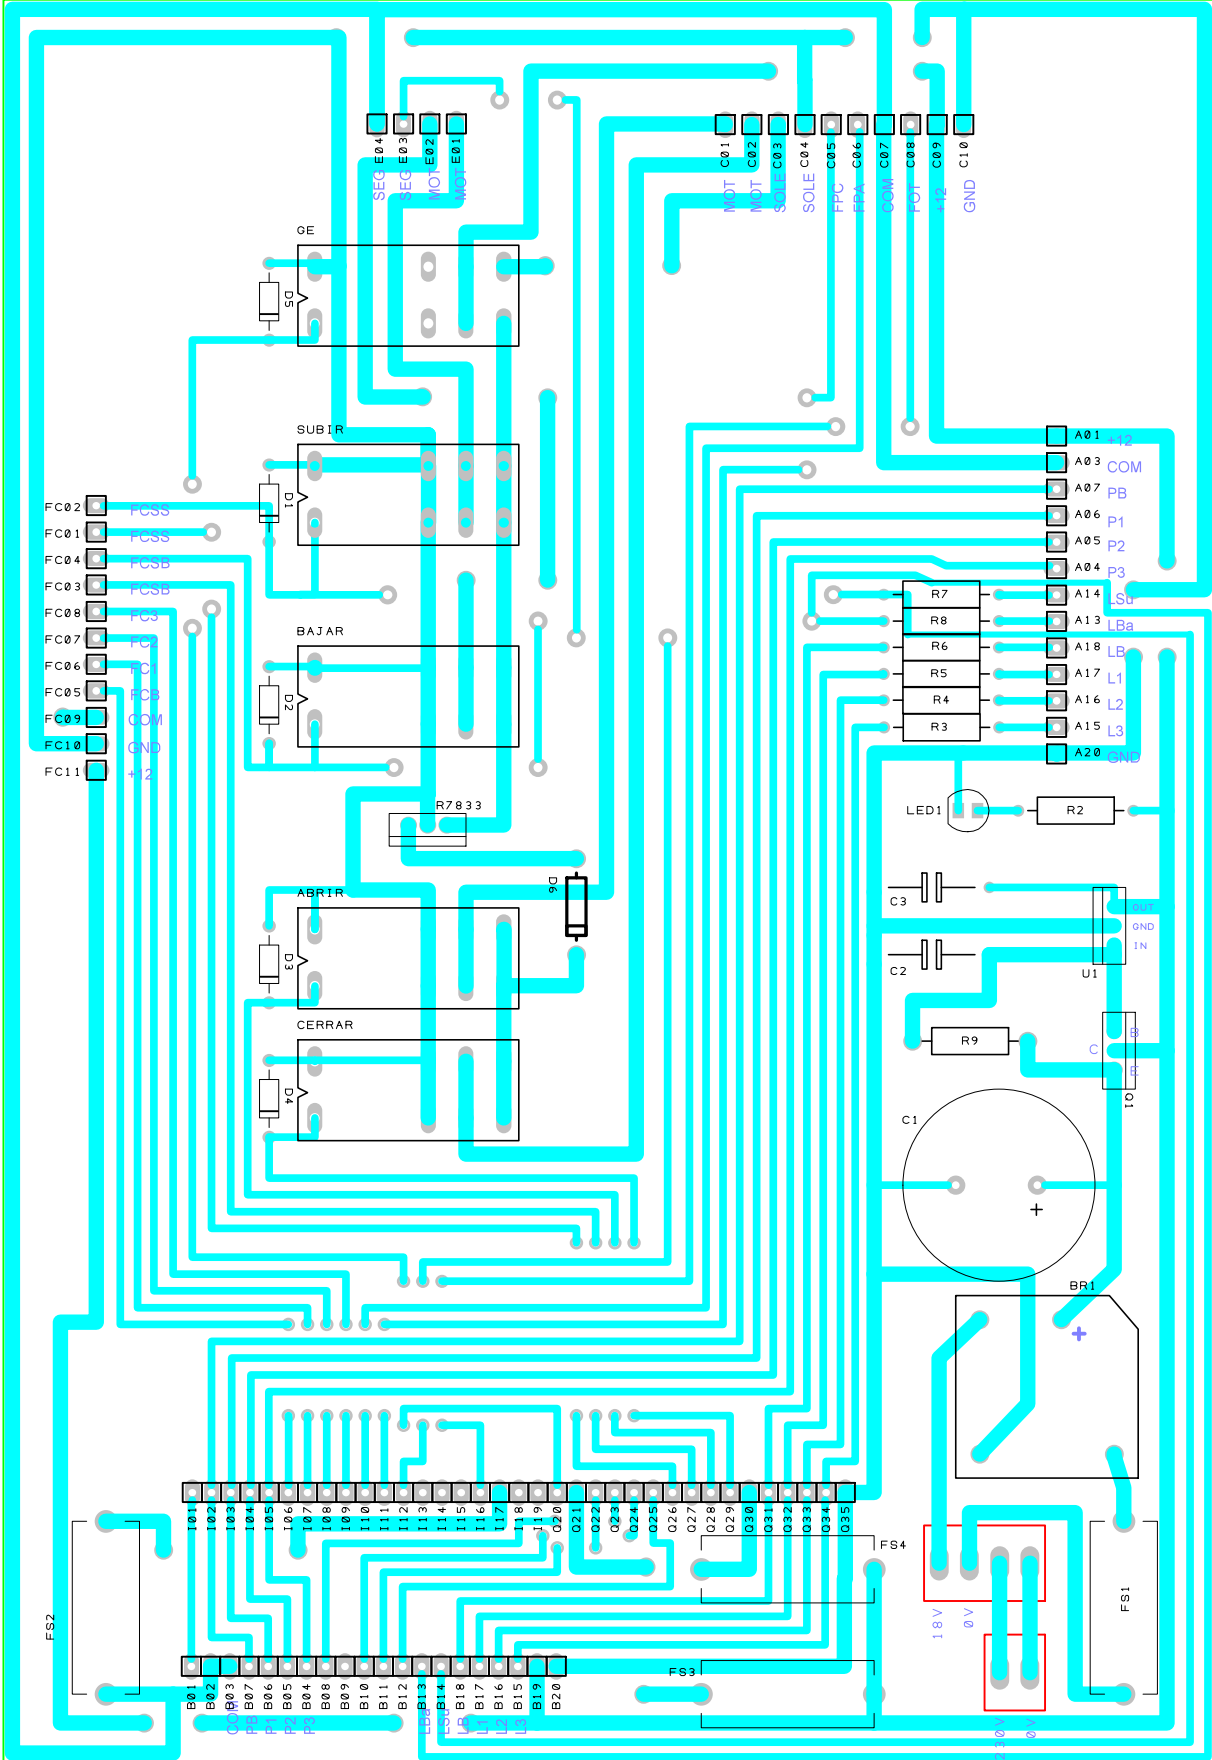 E04
E03
E02
E01
SEG
SEG
MOT
MOT
C01
C02
C03
C04
C05
C06
C07
C08
C09
C10
MOT
MOT
SOLE
SOLE
FPC
FPA
COM
FOT
+12
GND
GE
D5
SUBIR
D1
BAJAR
D2
R7833
D6
ABRIR
D3
CERRAR
D4
FC02 FCSS
FC01 FCSS
FC04 FCSB
FC03 FCSB
FC08 FC3
FC07 FC2
FC06 FC1
FC05 FCB
FC09 COM
FC10 GND
FC11 +12
A01 +12
A03 COM
A07 PB
A06 P1
A05 P2
A04 P3
R7 A14 LSu
R8 A13 LBa
R6 A18 LB
R5 A17 L1
R4 A16 L2
R3 A15 L3
A20 GND
LED1
R2
C3
OUT
GND
IN
C2
U1
R9
B
C
E
Q1
C1
+
BR1
+
I01
I02
I03
I04
I05
I06
I07
I08
I09
I10
I11
I12
I13
I14
I15
I16
I17
I18
I19
Q20
Q21
Q22
Q23
Q24
Q25
Q26
Q27
Q28
Q29
Q30
Q31
Q32
Q33
Q34
Q35
FS4
FS2
FS1
18V
0V
FS3
B01
B02
B03
B07
B06
B05
B04
B08
B09
B10
B11
B12
B13
B14
B18
B17
B16
B15
B19
B20
COM
PB
P1
P2
P3
LBa
LSu
LB
L1
L2
L3
230V
0V